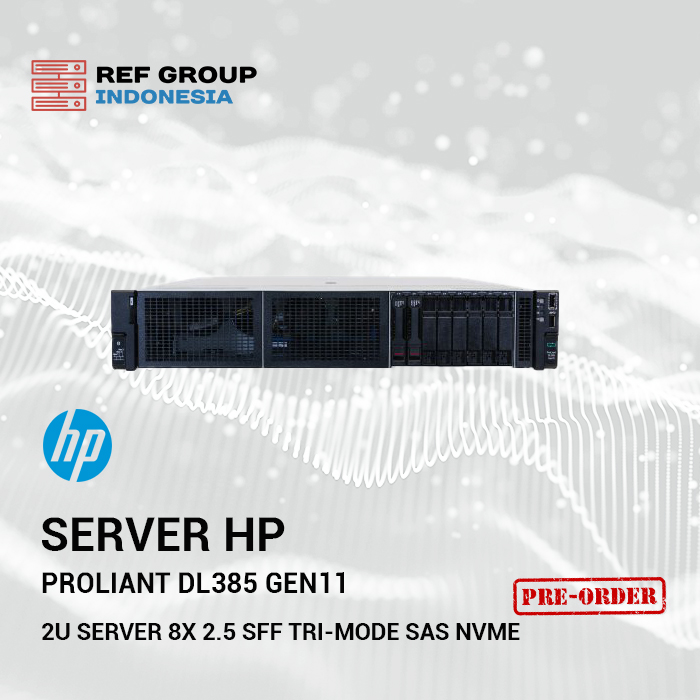 REF GROUP
INDONESIA
hp
SERVER HP
PROLIANT DL385 GEN11
PRE-ORDER
2U SERVER 8X 2.5 SFF TRI-MODE SAS NVME